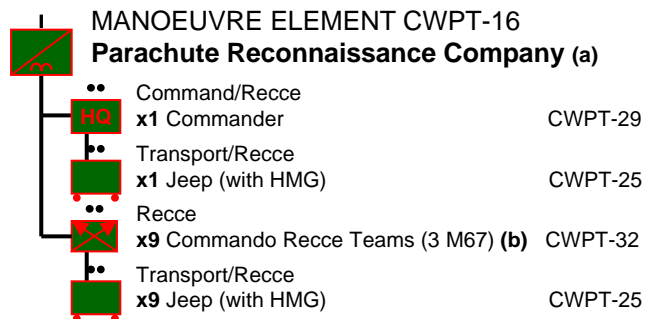 MANOEUVRE ELEMENT CWPT-16
Parachute Reconnaissance Company (a)
Command/Recce
HQ x1 Commander CWPT-29
Transport/Recce
x1 Jeep (with HMG) CWPT-25
Recce
x9 Commando Recce Teams (3 M67) (b) CWPT-32
Transport/Recce
x9 Jeep (with HMG) CWPT-25